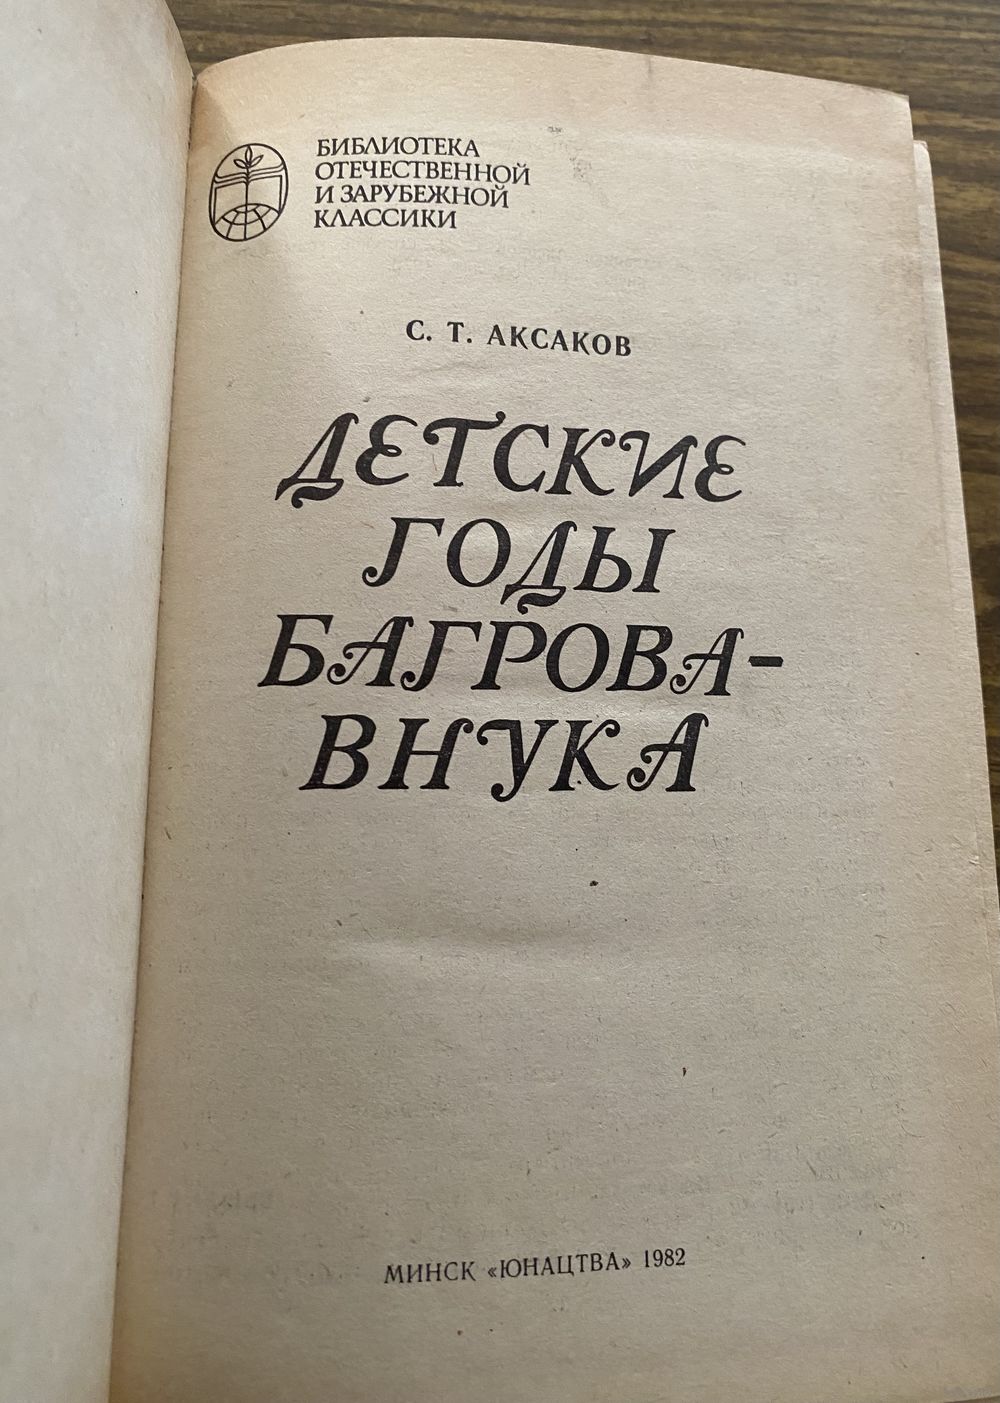 БИБЛИОТЕКА
ОТЕЧЕСТВЕННОЙ
И ЗАРУБЕЖНОЙ
КЛАССИКИ
С. Т. АКСАКОВ
ДЕТСКИЕ
ГОДЫ
БАГРОВА-
ВНУКА
МИНСК «ЮНАЦТВА» 1982